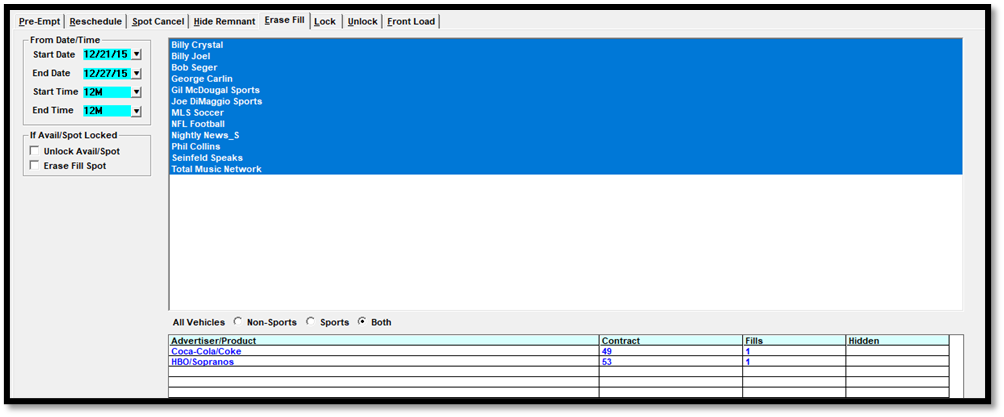 Pre-Empt Reschedule Spot Cancel Hide Remnant Erase Fill Lock Unlock Front Load
From Date/Time
Start Date 12/21/15
End Date 12/27/15
Start Time 12M
End Time 12M
If Avail/Spot Locked
Unlock Avail/Spot
Erase Fill Spot
Billy Crystal
Billy Joel
Bob Seger
George Carlin
Gil McDougal Sports
Joe DiMaggio Sports
MLS Soccer
NFL Football
Nightly News_S
Phil Collins
Seinfeld Speaks
Total Music Network
All Vehicles Non-Sports Sports Both
Advertiser/Product Contract Fills Hidden
Coca-Cola/Coke 49 1
HBO/Sopranos 53 1